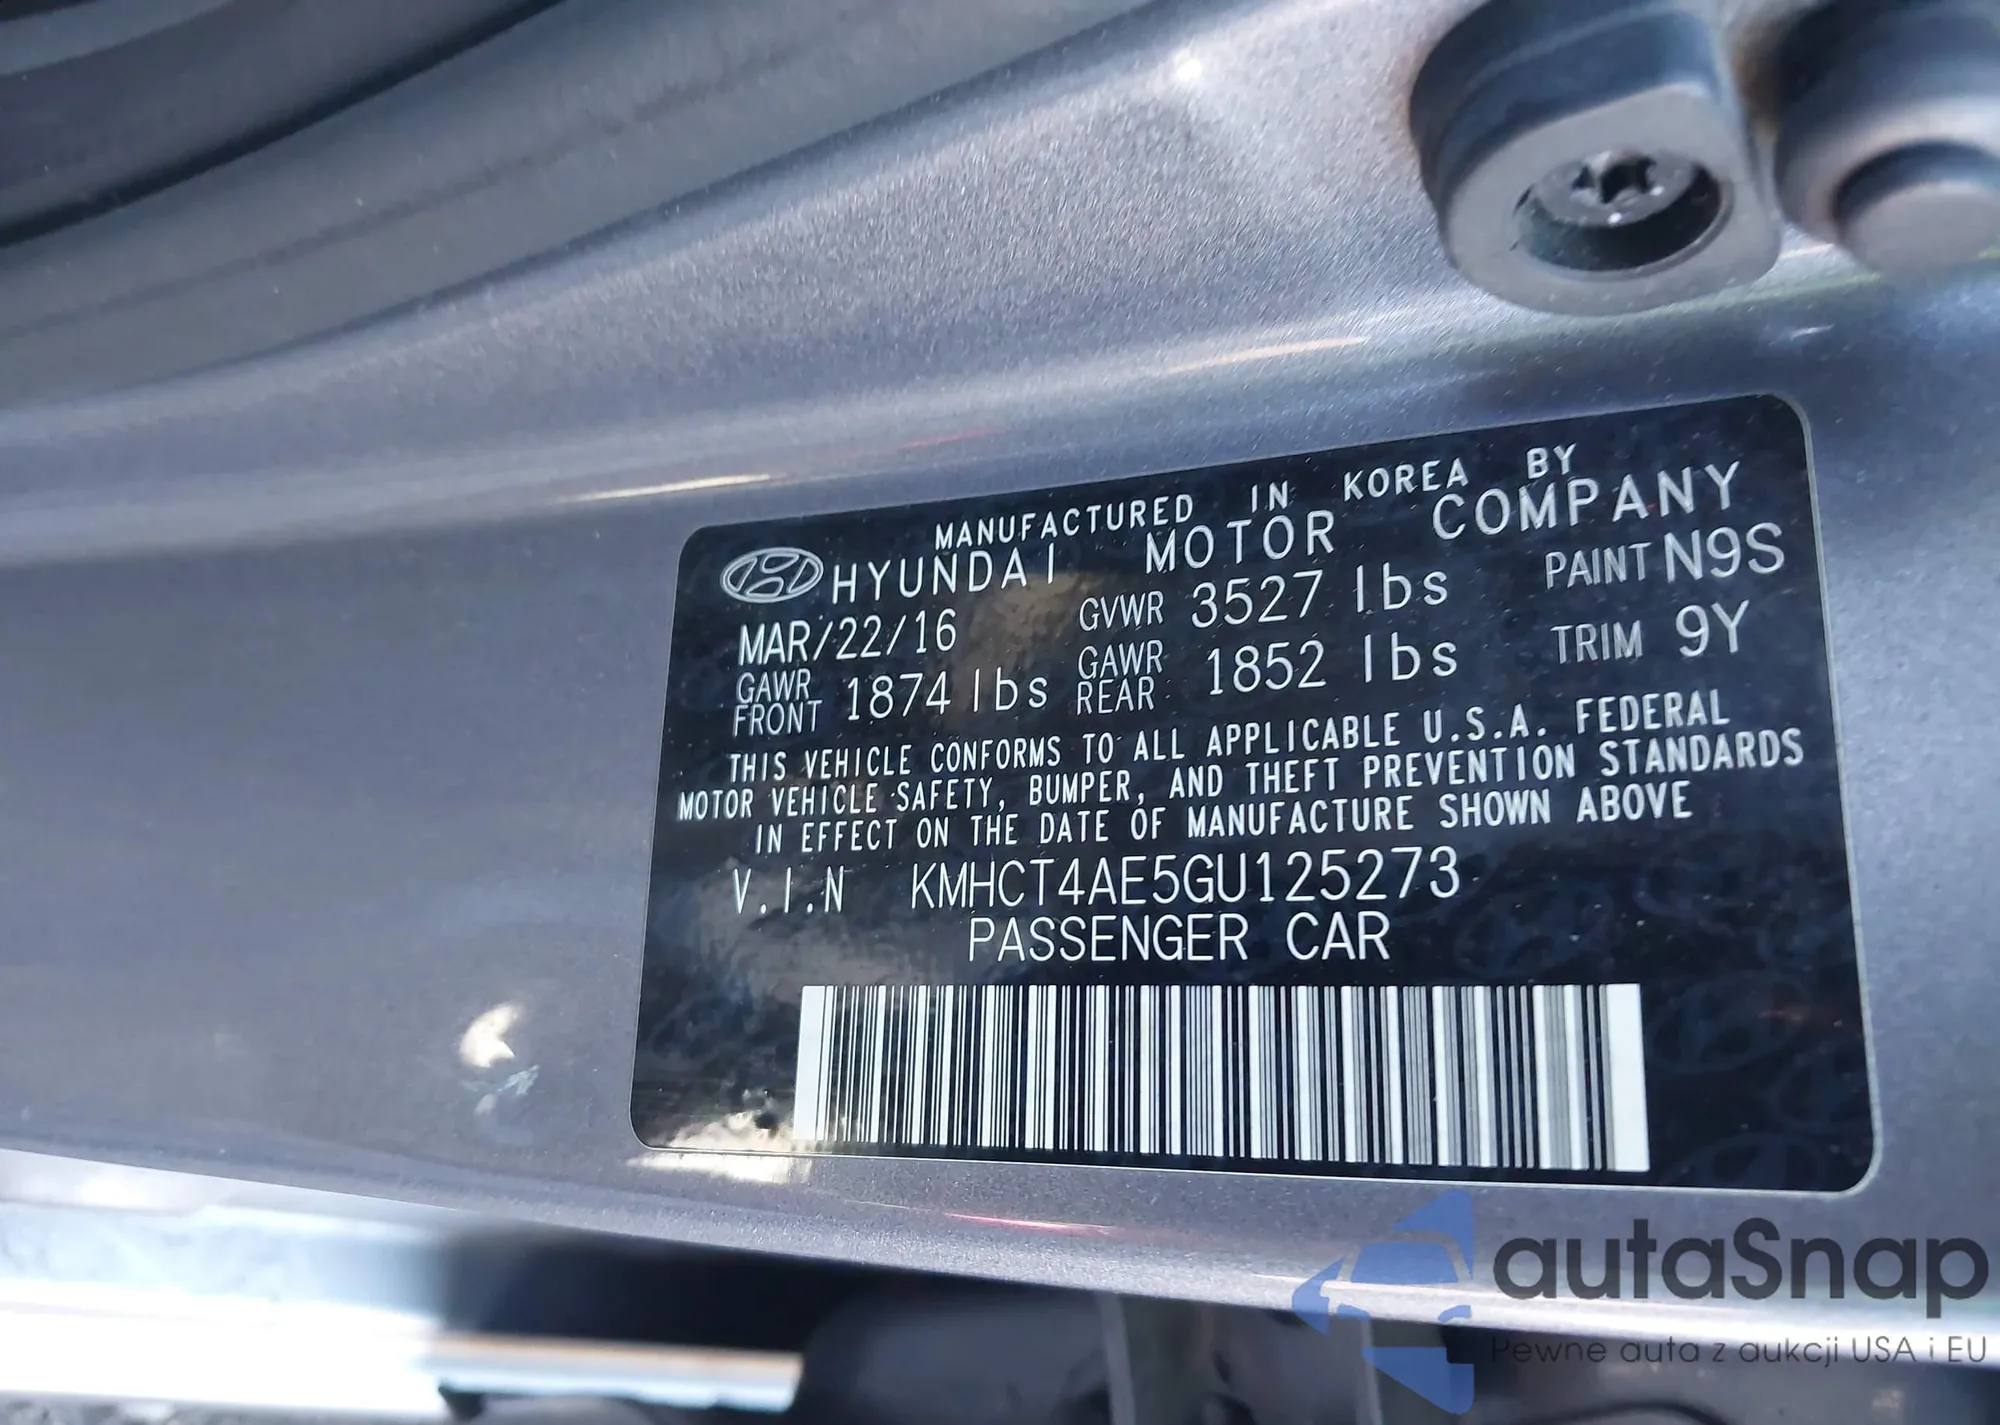 MANUFACTURED IN KOREA BY
HYUNDAI MOTOR COMPANY
MAR/22/16 GVWR 3527 lbs PAINT N9S
GAWR FRONT 1874 lbs GAWR REAR 1852 lbs TRIM 9Y
THIS VEHICLE CONFORMS TO ALL APPLICABLE U.S.A. FEDERAL
MOTOR VEHICLE SAFETY, BUMPER, AND THEFT PREVENTION STANDARDS
IN EFFECT ON THE DATE OF MANUFACTURE SHOWN ABOVE
V.I.N KMHCT4AE5GU125273
PASSENGER CAR
autaSnap
Pewne auta z aukcji USA i EU